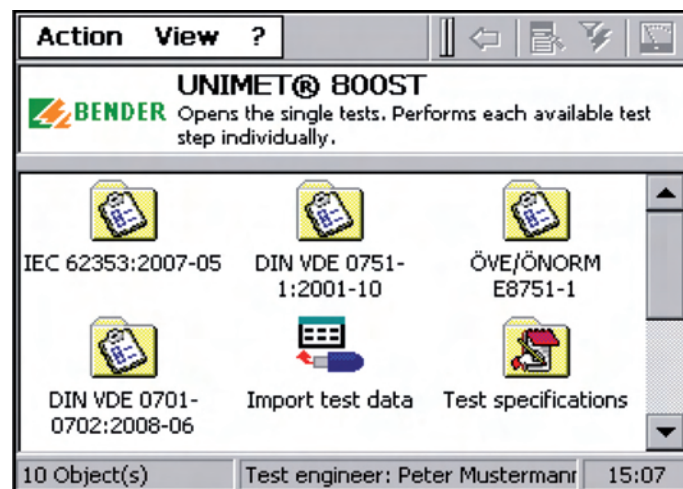 Action View ?
UNIMET® 800ST
BENDER
Opens the single tests. Performs each available test
step individually.
IEC 62353:2007-05
DIN VDE 0751-
1:2001-10
ÖVE/ÖNORM
E8751-1
DIN VDE 0701-
0702:2008-06
Import test data
Test specifications
10 Object(s)
Test engineer: Peter Mustermann
15:07